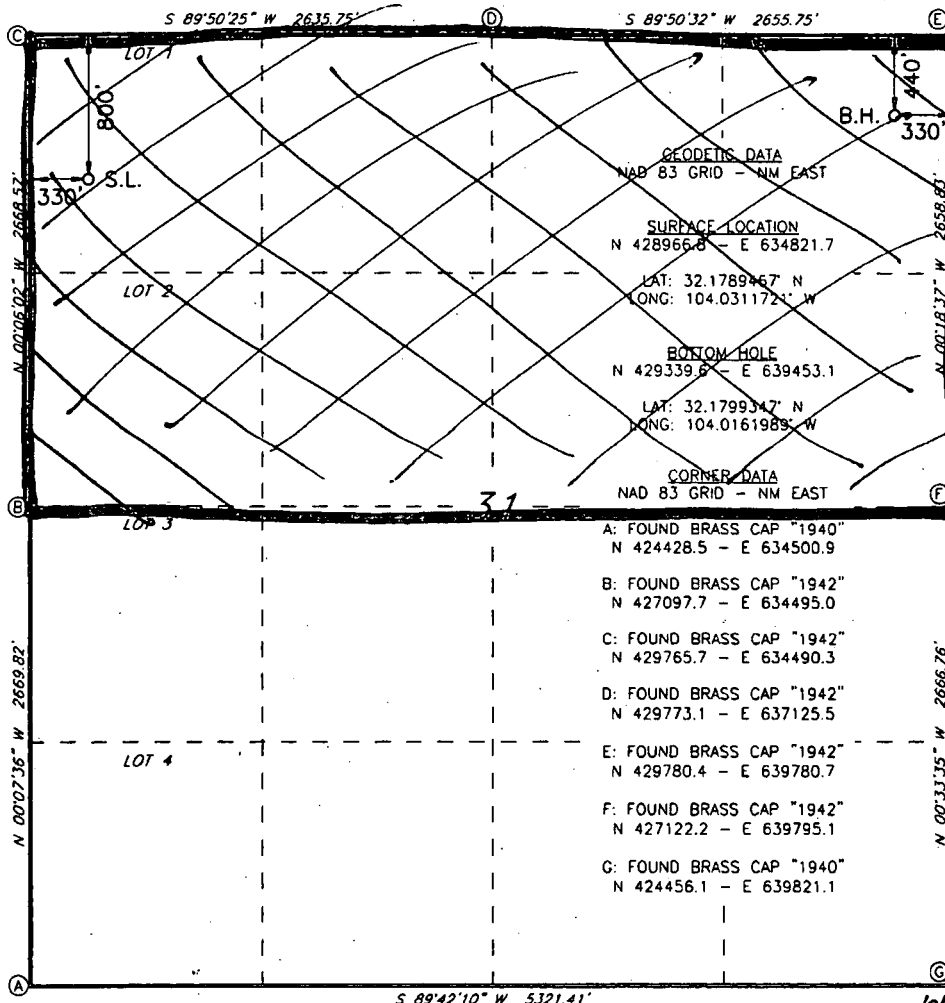 S 89°50'25" W 2635.75' S 89°50'32" W 2655.75'
C D E
LOT 1
800'
440'
B.H.
330'
S.L.
330'
GEODETIC DATA
NAD 83 GRID - NM EAST
SURFACE LOCATION
N 428966.8 - E 634821.7
LAT: 32.1789467° N
LONG: 104.0311721° W
N 00°06'02" W 2668.57'
N 00°18'37" W 2658.83'
LOT 2
BOTTOM HOLE
N 429339.6 - E 639453.1
LAT: 32.1799347° N
LONG: 104.0161989° W
CORNER DATA
NAD 83 GRID - NM EAST
B 31 F
LOT 3
A: FOUND BRASS CAP "1940"
N 424428.5 - E 634500.9
B: FOUND BRASS CAP "1942"
N 427097.7 - E 634495.0
C: FOUND BRASS CAP "1942"
N 429765.7 - E 634490.3
D: FOUND BRASS CAP "1942"
N 429773.1 - E 637125.5
E: FOUND BRASS CAP "1942"
N 429780.4 - E 639780.7
F: FOUND BRASS CAP "1942"
N 427122.2 - E 639795.1
G: FOUND BRASS CAP "1940"
N 424456.1 - E 639821.1
N 00°07'36" W 2669.82'
N 00°33'35" W 2666.76'
LOT 4
A G
S 89°42'10" W 5321.41'